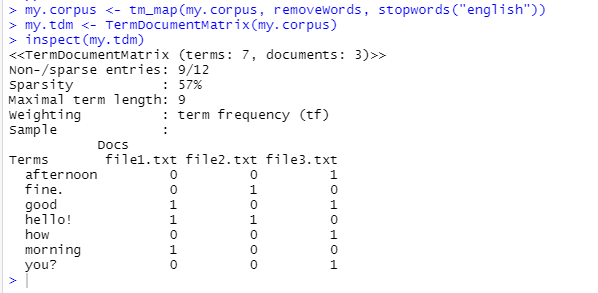 > my.corpus <- tm_map(my.corpus, removeWords, stopwords("english"))
> my.tdm <- TermDocumentMatrix(my.corpus)
> inspect(my.tdm)
<<TermDocumentMatrix (terms: 7, documents: 3)>>
Non-/sparse entries: 9/12
Sparsity           : 57%
Maximal term length: 9
Weighting          : term frequency (tf)
Sample             :
           Docs
Terms       file1.txt file2.txt file3.txt
  afternoon         0         0         1
  fine.             0         1         0
  good              1         0         1
  hello!            1         1         0
  how               0         0         1
  morning           1         0         0
  you?              0         0         1
>